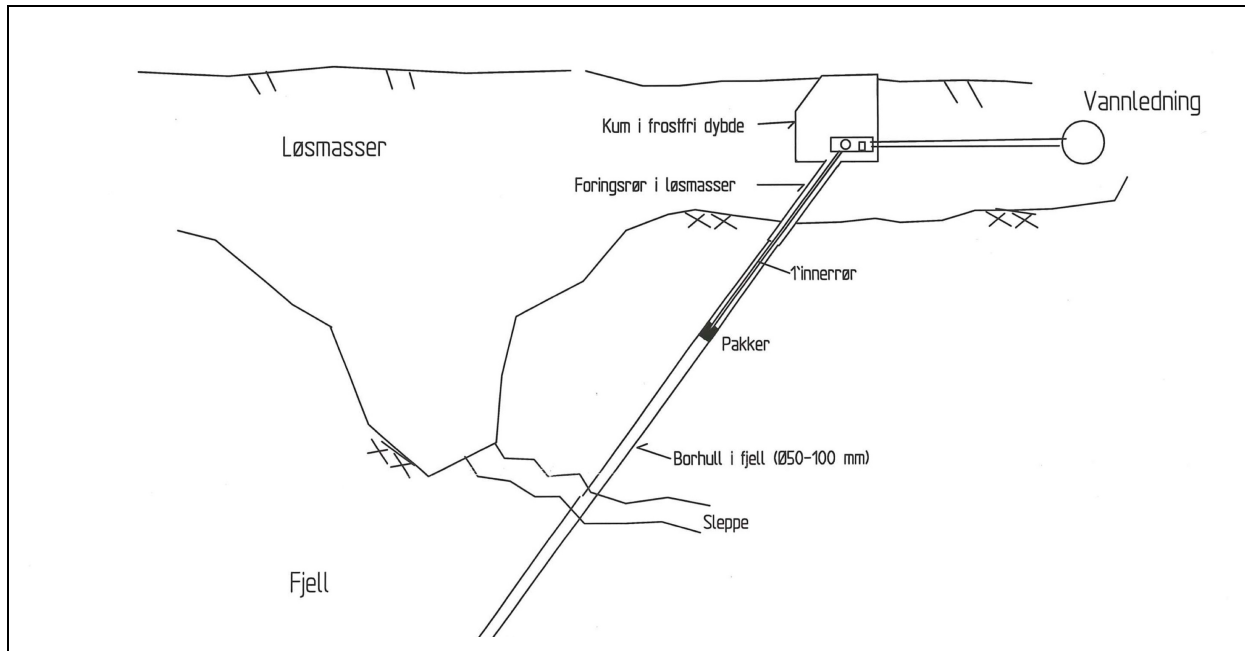 Vannledning
Kum i frostfri dybde
Løsmasser
Foringsrør i løsmasser
1"innerrør
Pakker
Borhull i fjell (Ø50-100 mm)
Sleppe
Fjell